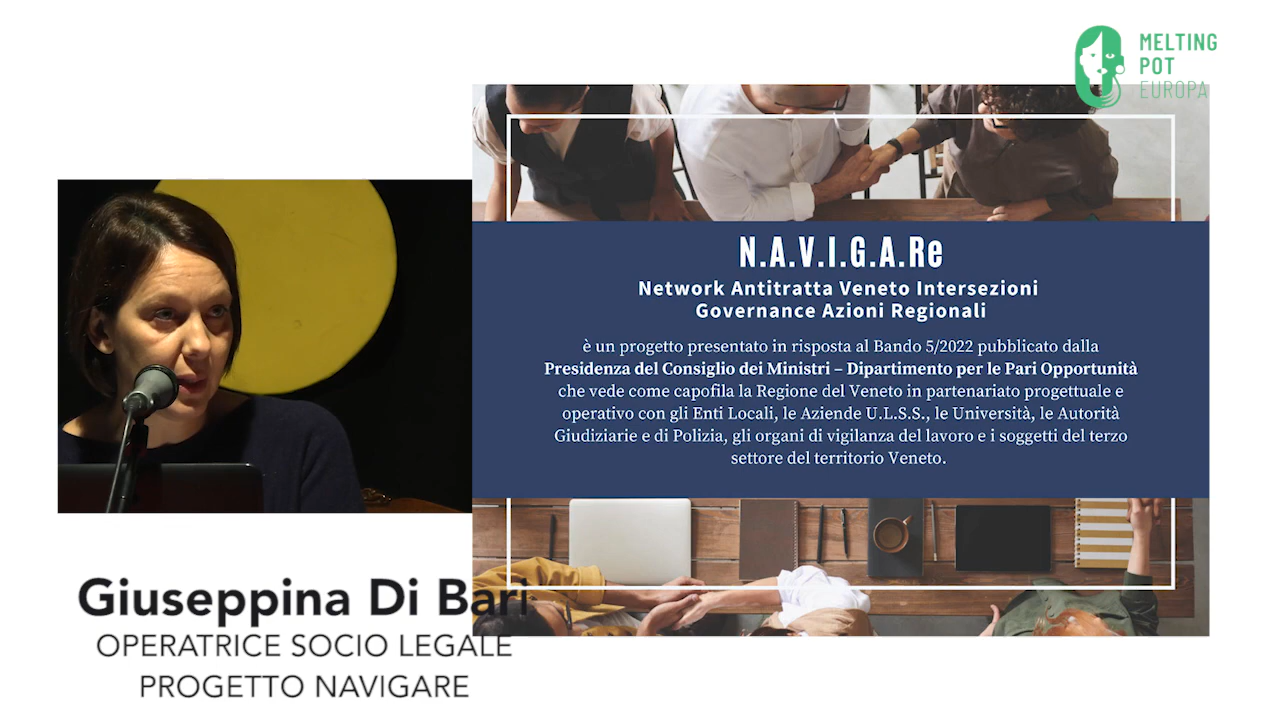 MELTING
POT
EUROPA
N.A.V.I.G.A.Re
Network Antitratta Veneto Intersezioni
Governance Azioni Regionali
è un progetto presentato in risposta al Bando 5/2022 pubblicato dalla
Presidenza del Consiglio dei Ministri – Dipartimento per le Pari Opportunità
che vede come capofila la Regione del Veneto in partenariato progettuale e
operativo con gli Enti Locali, le Aziende U.L.S.S., le Università, le Autorità
Giudiziarie e di Polizia, gli organi di vigilanza del lavoro e i soggetti del terzo
settore del territorio Veneto.
Giuseppina Di Bari
OPERATRICE SOCIO LEGALE
PROGETTO NAVIGARE